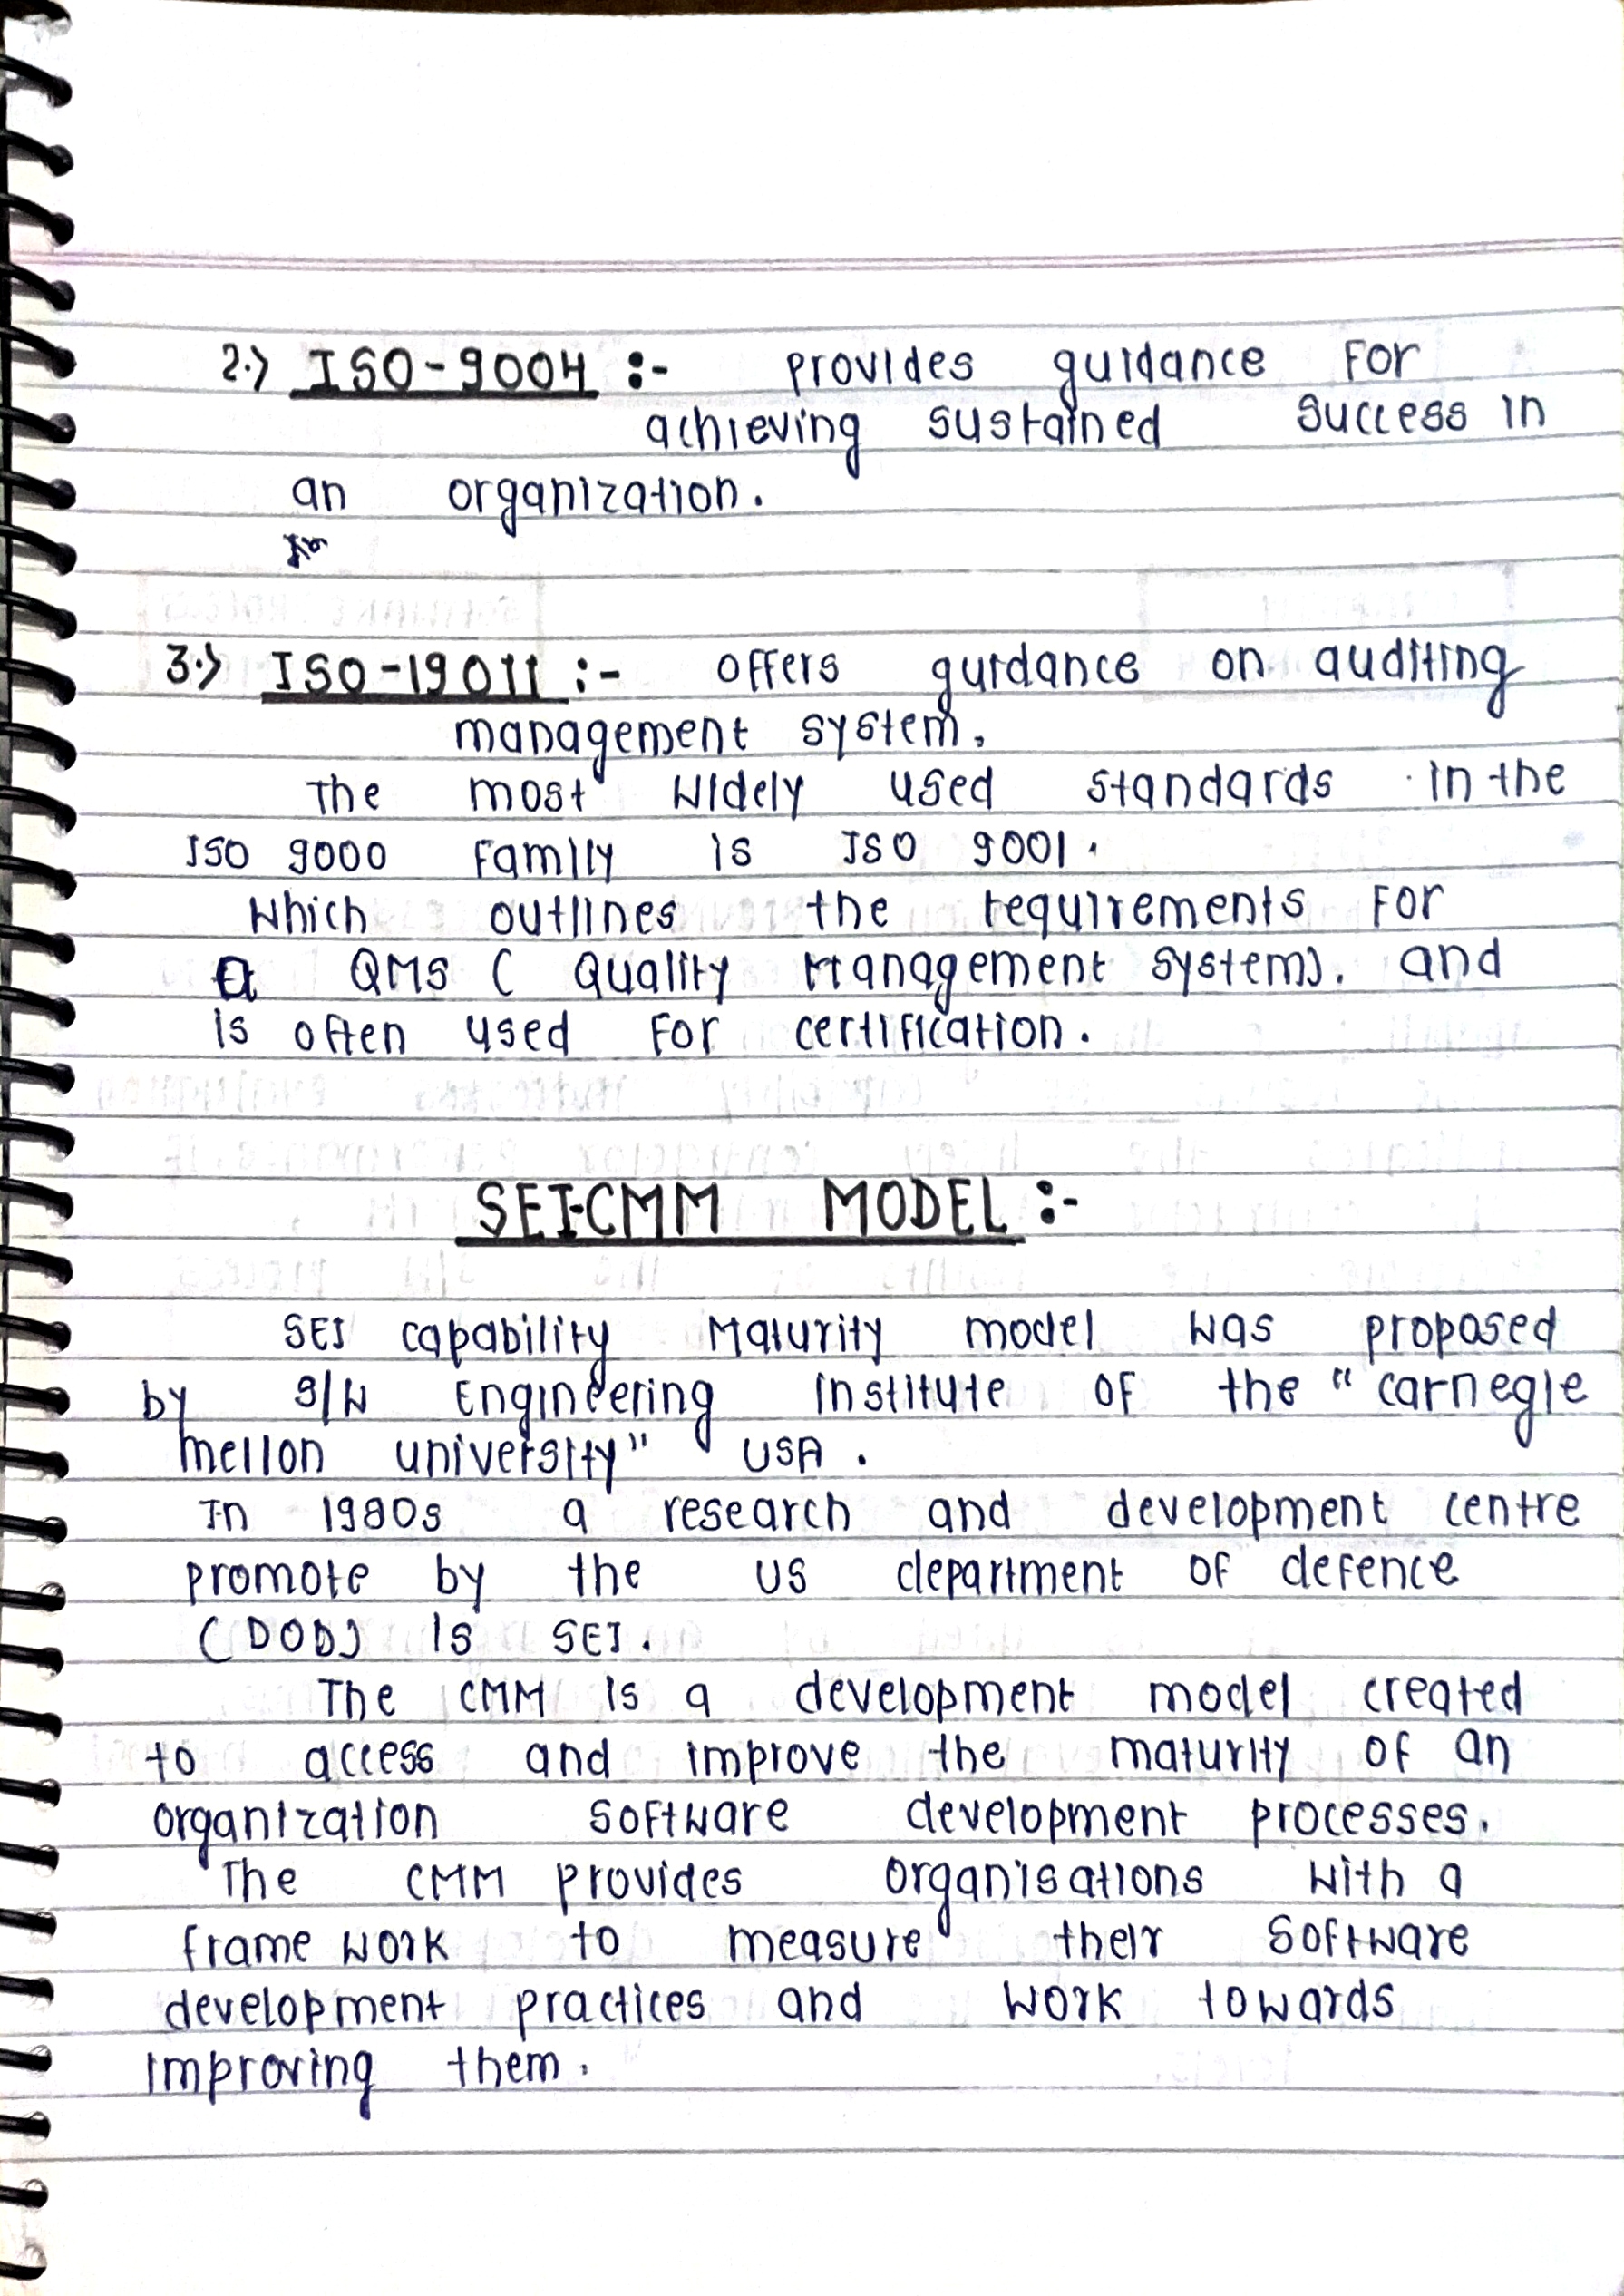 2.) ISO-9004 :- Provides guidance for
achieving sustained success in
an organization.
3.) ISO-19011 :- offers guidance on auditing
management system.
The most widely used standards in the
ISO 9000 family is ISO 9001.
Which outlines the requirements for
a QMS ( Quality Management System). and
is often used for certification.
SEI-CMM MODEL :-
SEI capability Maturity model was proposed
by S/W Engineering institute of the "carnegie
mellon university" USA.
In 1980s a research and development centre
promote by the US department of defence
(DOD) is SEI.
The CMM is a development model created
to access and improve the maturity of an
organization software development processes.
The CMM provides organisations with a
frame work to measure their software
development practices and work towards
improving them.